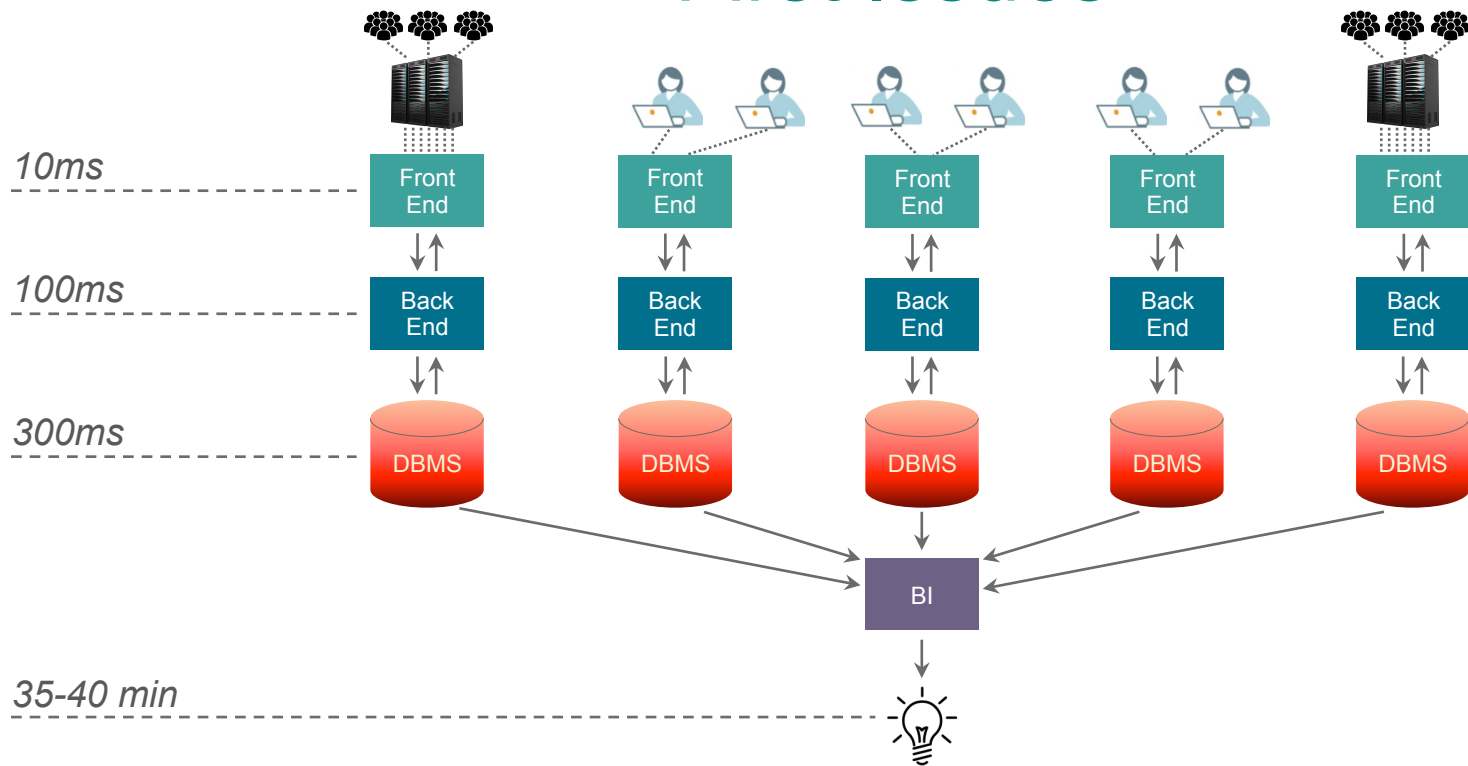 10ms
Front
End
Front
End
Front
End
Front
End
Front
End
100ms
Back
End
Back
End
Back
End
Back
End
Back
End
300ms
DBMS
DBMS
DBMS
DBMS
DBMS
BI
35-40 min